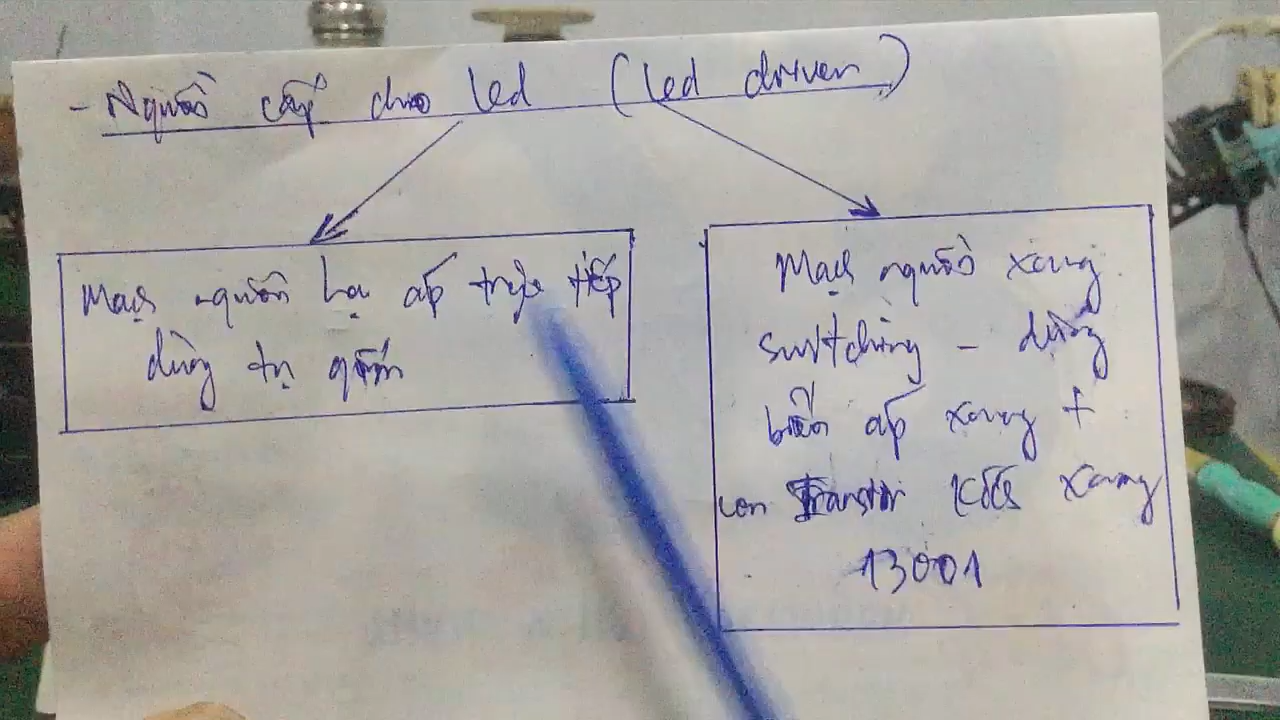 - Nguồn cấp cho led (led driver)
Mạch nguồn hạ áp trực tiếp
dùng tụ gốm
Mạch nguồn xung
switching - dùng
biến áp xung +
con Transitor kích xung
13001